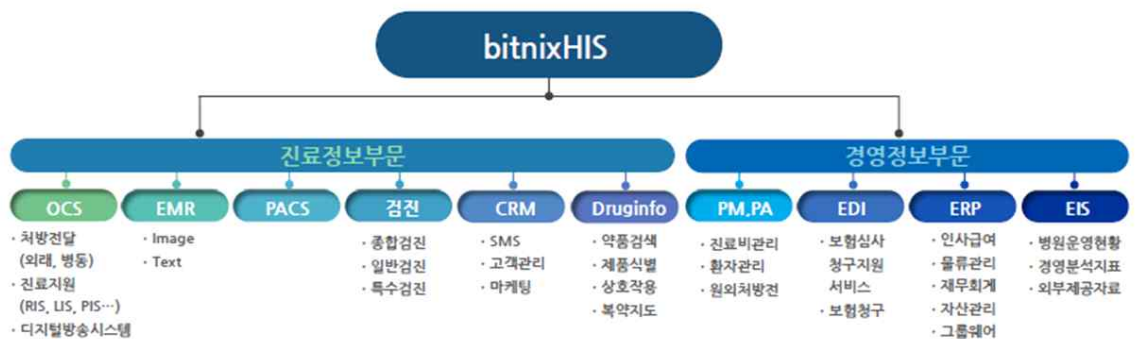 bitnixHIS
진료정보부문
경영정보부문
OCS
· 처방전달
(외래, 병동)
· 진료지원
(RIS, LIS, PIS…)
· 디지털방송시스템
EMR
· Image
· Text
PACS
검진
· 종합검진
· 일반검진
· 특수검진
CRM
· SMS
· 고객관리
· 마케팅
Druginfo
· 약품검색
· 제품식별
· 상호작용
· 복약지도
PM,PA
· 진료비관리
· 환자관리
· 원외처방전
EDI
· 보험심사
청구지원
서비스
· 보험청구
ERP
· 인사급여
· 물류관리
· 재무회계
· 자산관리
· 그룹웨어
EIS
· 병원운영현황
· 경영분석지표
· 외부제공자료